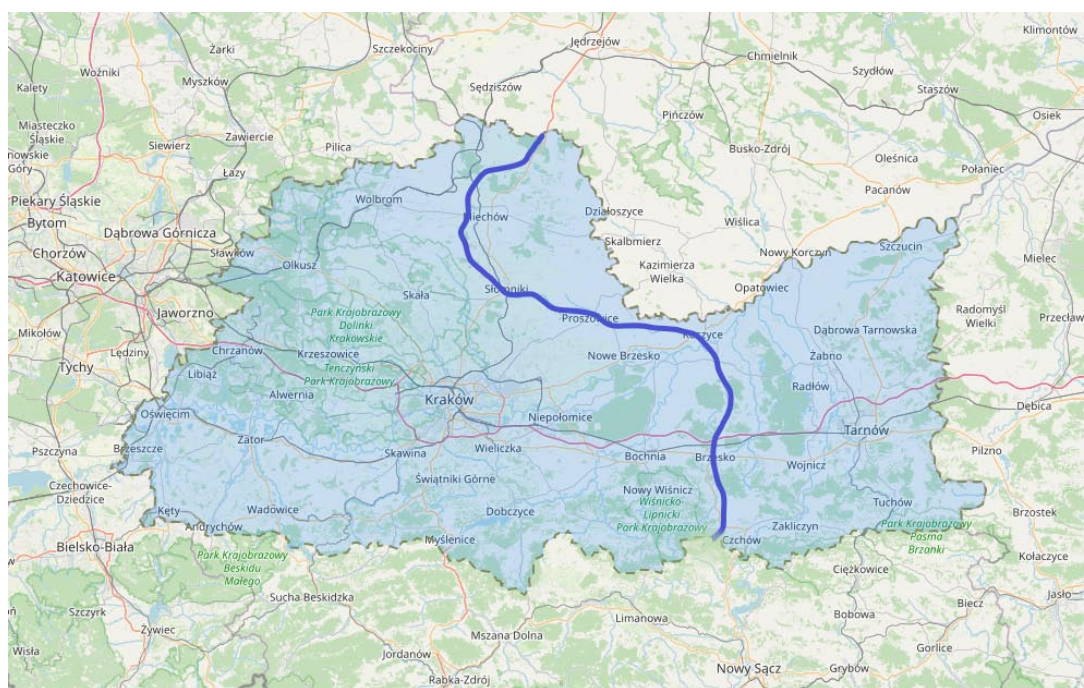 Klimontów
Jędrzejów
Szczekociny
Żarki
Chmielnik
Woźniki
Szydłów
Myszków
Kalety
Sędziszów
Staszów
Osiek
Pińczów
Miasteczko
Śląskie
Zawiercie
Siewierz
Pilica
Busko-Zdrój
Oleśnica
Łazy
Połaniec
Piekary Śląskie
Wolbrom
Pacanów
Działoszyce
Bytom
Wiślica
Dąbrowa Górnicza
Skalbmierz
Szczucin
Chorzów
Sławków
Nowy Korczyn
Mielec
Olkusz
Kazimierza
Wielka
Katowice
Skała
Słomniki
Opatowiec
Jaworzno
Park Krajobrazowy
Dolinki
Krakowskie
Proszowice
Radomyśl
Wielki
Mikołów
Dąbrowa Tarnowska
Lędziny
Chrzanów
Krzeszowice
Nowe Brzesko
Żabno
Tychy
Tenczyński
Park Krajobrazowy
Libiąż
Alwernia
Radłów
Kraków
Dębica
Oświęcim
Niepołomice
Tarnów
Zator
Pszczyna
Brzeszcze
Skawina
Wieliczka
Bochnia
Brzesko
Wojnicz
Pilzno
Czechowice-
Dziedzice
Świątniki Górne
Nowy Wiśnicz
Wiśnicko-
Lipnicki
Park Krajobrazowy
Tuchów
Kęty
Wadowice
Dobczyce
Brzostek
Andrychów
Zakliczyn
Park Krajobrazowy
Pasma
Brzanki
Bielsko-Biała
Myślenice
Czchów
Park Krajobrazowy
Beskidu
Małego
Kołaczyce
Ciężkowice
Sucha Beskidzka
Jasło
Szczyrk
Limanowa
Bobowa
Biecz
Żywiec
Mszana Dolna
Gorlice
Wisła
Jordanów
Nowy Sącz
Grybów
Rabka-Zdrój